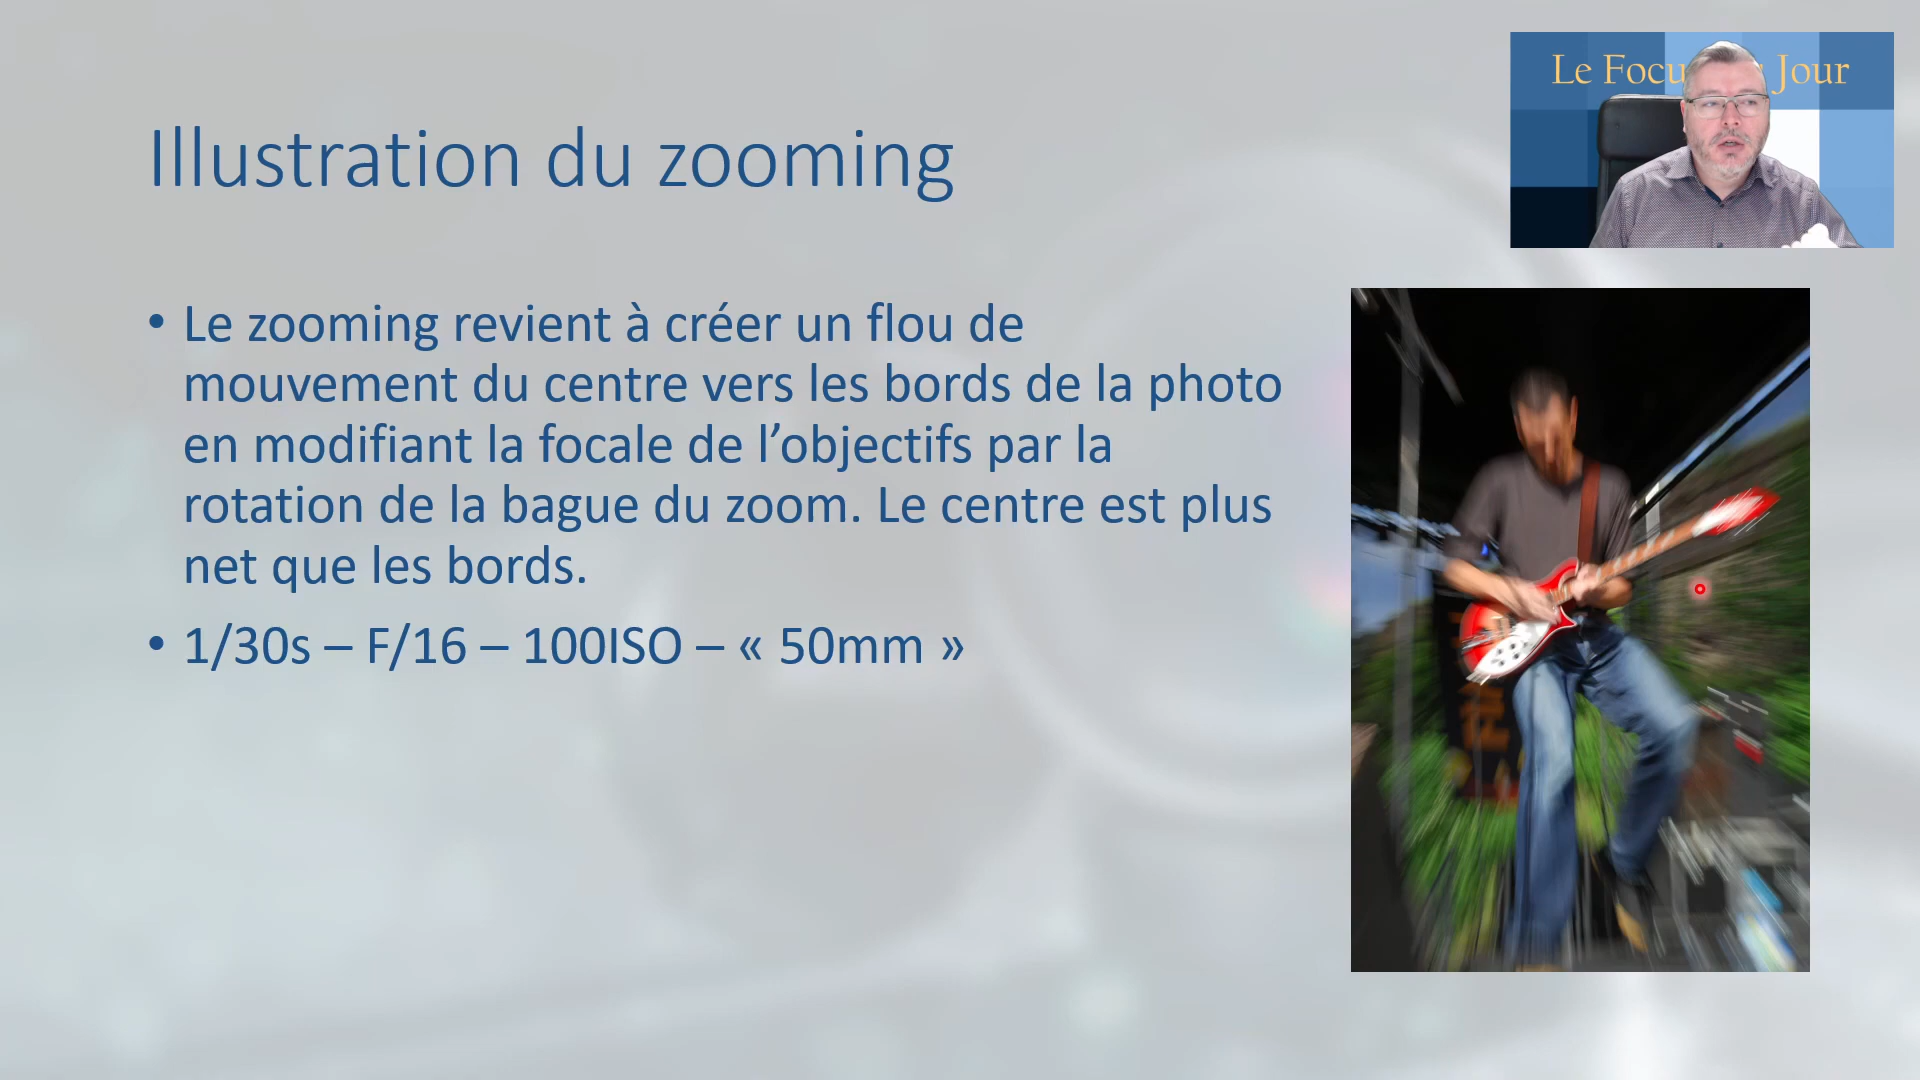 Le Focu Jour
Illustration du zooming
• Le zooming revient à créer un flou de
mouvement du centre vers les bords de la photo
en modifiant la focale de l’objectifs par la
rotation de la bague du zoom. Le centre est plus
net que les bords.
• 1/30s – F/16 – 100ISO – « 50mm »